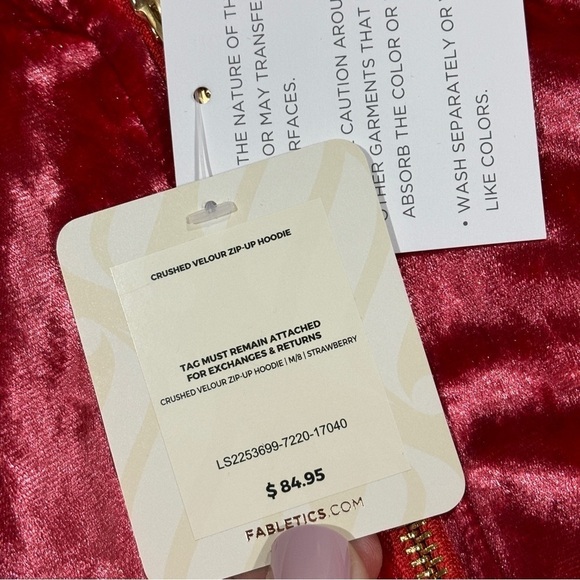 THE NATURE OF TH
OR MAY TRANSFE
RFACES.
CAUTION AROU
OTHER GARMENTS THAT
ABSORB THE COLOR OR
• WASH SEPARATELY OR
LIKE COLORS.
CRUSHED VELOUR ZIP-UP HOODIE
TAG MUST REMAIN ATTACHED
FOR EXCHANGES & RETURNS
CRUSHED VELOUR ZIP-UP HOODIE | M/8 | STRAWBERRY
LS2253699-7220-17040
$ 84.95
FABLETICS.COM